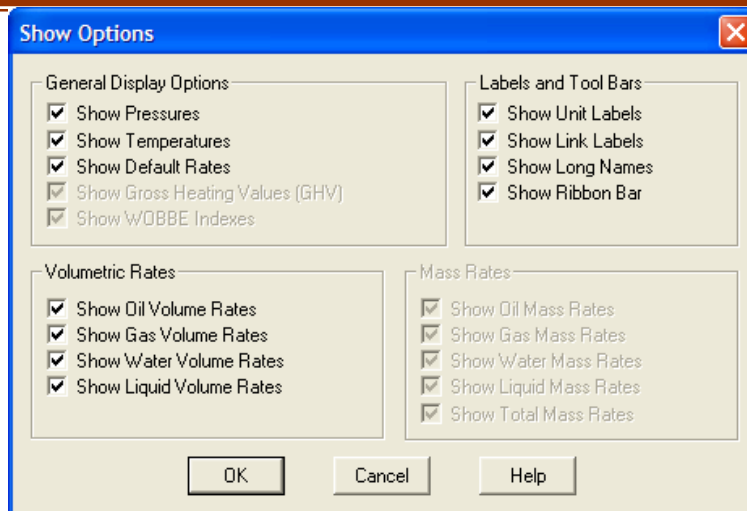 Show Options
General Display Options
Show Pressures
Show Temperatures
Show Default Rates
Show Gross Heating Values (GHV)
Show WOBBE Indexes
Labels and Tool Bars
Show Unit Labels
Show Link Labels
Show Long Names
Show Ribbon Bar
Volumetric Rates
Show Oil Volume Rates
Show Gas Volume Rates
Show Water Volume Rates
Show Liquid Volume Rates
Mass Rates
Show Oil Mass Rates
Show Gas Mass Rates
Show Water Mass Rates
Show Liquid Mass Rates
Show Total Mass Rates
OK
Cancel
Help